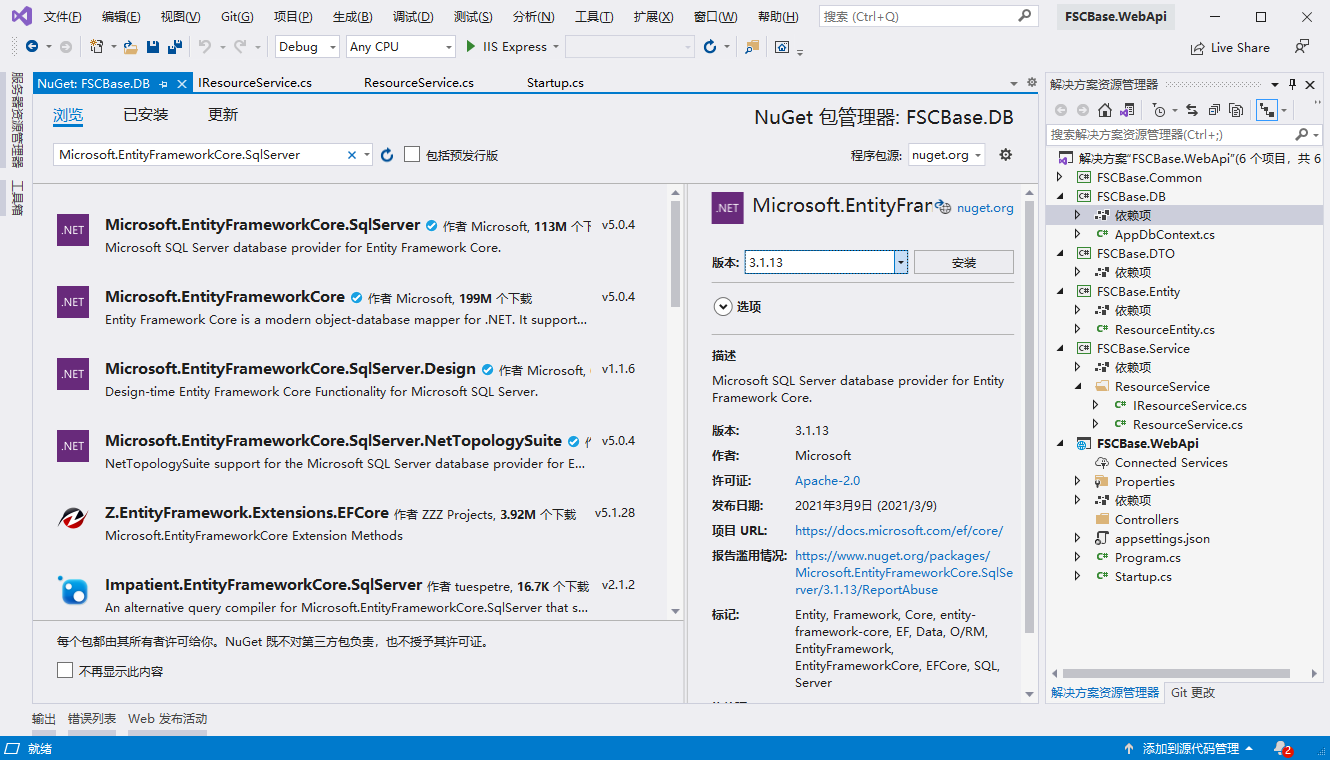 文件(F) 编辑(E) 视图(V) Git(G) 项目(P) 生成(B) 调试(D) 测试(S) 分析(N) 工具(T) 扩展(X) 窗口(W) 帮助(H) 搜索 (Ctrl+Q) FSCBase.WebApi
Debug Any CPU IIS Express Live Share
服务器资源管理器
工具箱
NuGet: FSCBase.DB IResourceService.cs ResourceService.cs Startup.cs
浏览 已安装 更新
NuGet 包管理器: FSCBase.DB
Microsoft.EntityFrameworkCore.SqlServer 包括预发行版 程序包源: nuget.org
.NET
Microsoft.EntityFrameworkCore.SqlServer 作者 Microsoft, 113M 个下 v5.0.4
Microsoft SQL Server database provider for Entity Framework Core.
.NET
Microsoft.EntityFrameworkCore 作者 Microsoft, 199M 个下载 v5.0.4
Entity Framework Core is a modern object-database mapper for .NET. It support...
.NET
Microsoft.EntityFrameworkCore.SqlServer.Design 作者 Microsoft, v1.1.6
Design-time Entity Framework Core Functionality for Microsoft SQL Server.
.NET
Microsoft.EntityFrameworkCore.SqlServer.NetTopologySuite v5.0.4
NetTopologySuite support for the Microsoft SQL Server database provider for E...
Z.EntityFramework.Extensions.EFCore 作者 ZZZ Projects, 3.92M 个下载 v5.1.28
Microsoft.EntityFrameworkCore Extension Methods
Impatient.EntityFrameworkCore.SqlServer 作者 tuespetre, 16.7K 个下载 v2.1.2
An alternative query compiler for Microsoft.EntityFrameworkCore.SqlServer that s...
每个包都由其所有者许可给你。NuGet 既不对第三方包负责，也不授予其许可证。
不再显示此内容
.NET
Microsoft.EntityFrar nuget.org
版本: 3.1.13 安装
选项
描述
Microsoft SQL Server database provider for Entity
Framework Core.
版本: 3.1.13
作者: Microsoft
许可证: Apache-2.0
发布日期: 2021年3月9日 (2021/3/9)
项目 URL: https://docs.microsoft.com/ef/core/
报告滥用情况: https://www.nuget.org/packages/
Microsoft.EntityFrameworkCore.SqlSe
rver/3.1.13/ReportAbuse
标记: Entity, Framework, Core, entity-
framework-core, EF, Data, O/RM,
EntityFramework,
EntityFrameworkCore, EFCore, SQL,
Server
解决方案资源管理器
搜索解决方案资源管理器(Ctrl+;)
解决方案"FSCBase.WebApi"(6 个项目，共 6
C# FSCBase.Common
C# FSCBase.DB
依赖项
C# AppDbContext.cs
C# FSCBase.DTO
依赖项
C# FSCBase.Entity
依赖项
C# ResourceEntity.cs
C# FSCBase.Service
依赖项
ResourceService
C# IResourceService.cs
C# ResourceService.cs
FSCBase.WebApi
Connected Services
Properties
依赖项
Controllers
appsettings.json
C# Program.cs
C# Startup.cs
解决方案资源管理器 Git 更改
输出 错误列表 Web 发布活动
就绪 添加到源代码管理 2